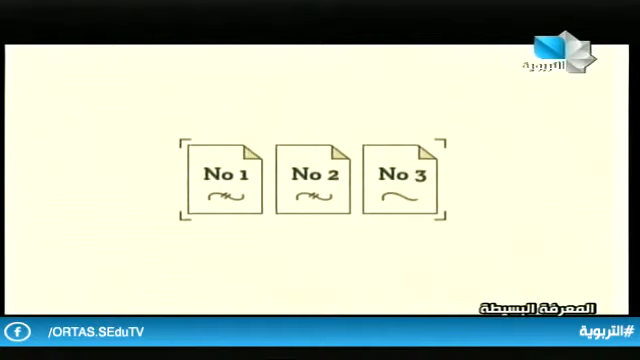 التربوية
No 1
No 2
No 3
المعرفة البسيطة
/ORTAS.SEduTV
#التربوية